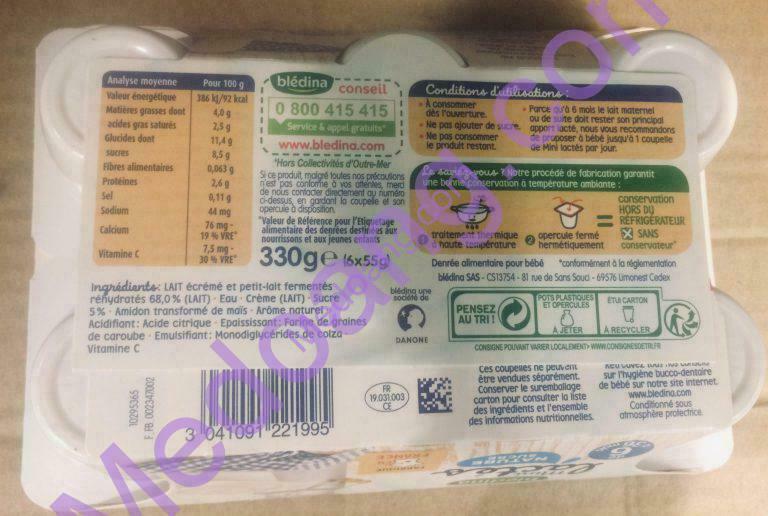 Analyse moyenne Pour 100 g
Valeur énergétique 386 kJ/92 kcal
Matières grasses dont 4,0 g
acides gras saturés 2,5 g
Glucides dont 11,4 g
sucres 8,5 g
Fibres alimentaires 0,063 g
Protéines 2,6 g
Sel 0,11 g
Sodium 44 mg
Calcium 76 mg - 19 % VRE*
Vitamine C 7,5 mg - 30 % VRE*
blédina conseil
0 800 415 415
Service & appel gratuits*
www.bledina.com
*Hors Collectivités d'Outre-Mer
Si ce produit, malgré toutes nos précautions
n'est pas conforme à vos attentes, merci
de nous contacter directement au numéro
ci-dessus, en gardant la coupelle et son
opercule à disposition.
*Valeur de Référence pour l'Etiquetage
alimentaire des denrées destinées aux
nourrissons et aux jeunes enfants
330g e (6x55g)
Conditions d'utilisations :
• À consommer
dès l'ouverture.
• Ne pas ajouter de sucre.
• Ne pas consommer
le produit restant.
• Parce qu'à 6 mois le lait maternel
ou de suite doit rester son principal
apport lacté, nous vous recommandons
de proposer à bébé jusqu'à 1 coupelle
de Mini lactés par jour.
Le saviez-vous ? Notre procédé de fabrication garantit
une bonne conservation à température ambiante :
1 traitement thermique
à haute température
2 opercule fermé
hermétiquement
=
conservation
HORS DU
RÉFRIGÉRATEUR
SANS
conservateur*
Denrée alimentaire pour bébé *conformément à la réglementation
blédina SAS - CS13754 - 81 rue de Sans Souci - 69576 Limonest Cedex
Ingrédients: LAIT écrémé et petit-lait fermentés
réhydratés 68,0% (LAIT) - Eau - Crème (LAIT) - Sucre
5% - Amidon transformé de maïs - Arôme naturel -
Acidifiant: Acide citrique - Epaississant: Farine de graines
de caroube - Emulsifiant: Monodiglycérides de colza -
Vitamine C
blédina une
société de
DANONE
PENSEZ
AU TRI !
POTS PLASTIQUES
ET OPERCULES
À JETER
ÉTUI CARTON
À RECYCLER
CONSIGNE POUVANT VARIER LOCALEMENT> WWW.CONSIGNESDETRI.FR
10295365
F. FB. 002347002
3 041091 221995
FR
19.031.003
CE
Ces coupelles ne peuvent
être vendues séparément.
Conserver le suremballage
carton pour consulter la liste
des ingrédients et l'ensemble
des informations nutritionnelles.
Retrouvez tous nos conseils
sur l'hygiène bucco-dentaire
de bébé sur notre site internet.
www.bledina.com
Conditionné sous
atmosphère protectrice.
FABRIQUÉ
FRANCE
NATURE
SUCRÉ